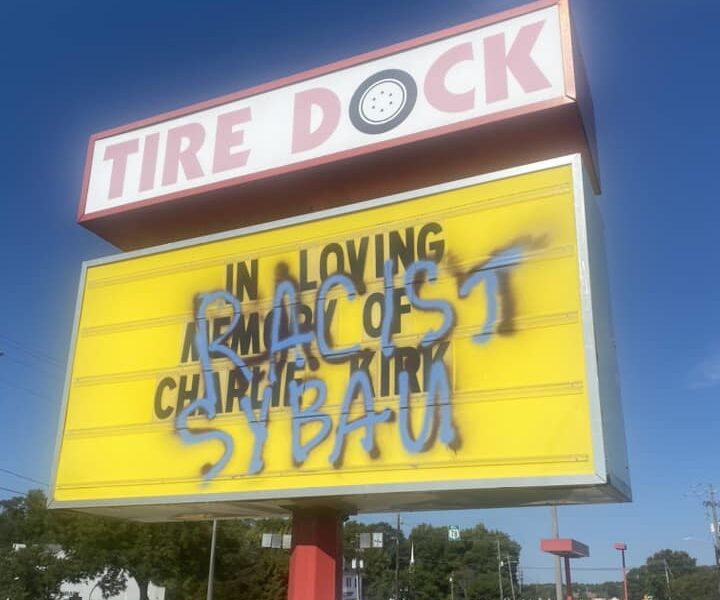 TIRE DOCK
IN LOVING
MEMORY OF
CHARLIE KIRK
RACIST
SYBAU